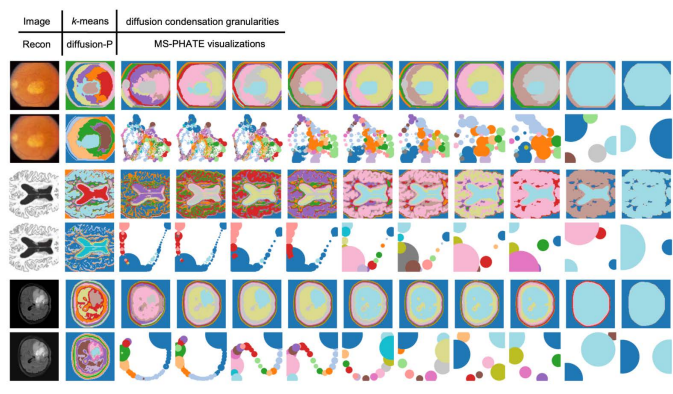 Image k-means diffusion condensation granularities
Recon diffusion-P MS-PHATE visualizations